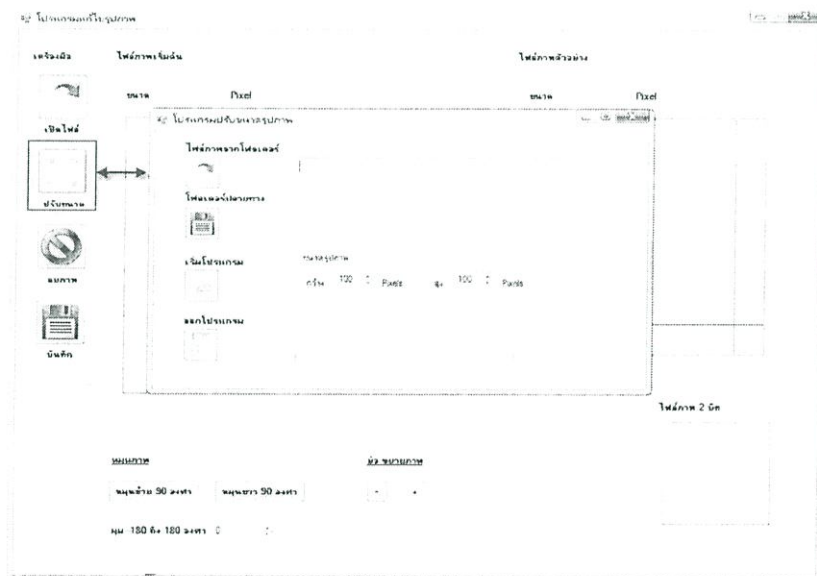 โปรแกรมแก้ไขรูปภาพ
เครื่องมือ
ไฟล์ภาพเริ่มต้น
ไฟล์ภาพตัวอย่าง
ขนาด Pixel
ขนาด Pixel
เปิดไฟล์
ปรับขนาด
ลบภาพ
บันทึก
โปรแกรมปรับขนาดรูปภาพ
ไฟล์ภาพจากโฟลเดอร์
โฟลเดอร์ปลายทาง
เริ่มโปรแกรม
ขนาดรูปภาพ
กว้าง 100 Pixels สูง 100 Pixels
ออกโปรแกรม
ไฟล์ภาพ 2 บิต
หมุนภาพ
ย่อ ขยายภาพ
หมุนซ้าย 90 องศา
หมุนขวา 90 องศา
- +
มุม -180 ถึง 180 องศา 0